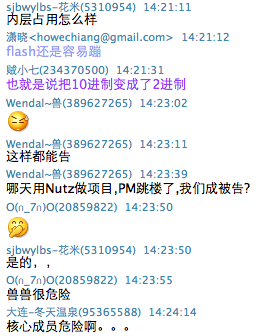 sjbwylbs-花米(5310954)  14:21:11
内层占用怎么样
潇晓<howechiang@gmail.com>  14:21:12
flash还是容易蹦
贼小七(234370500)  14:21:31
也就是说把10进制变成了2进制
Wendal~兽(389627265)  14:23:02
Wendal~兽(389627265)  14:23:11
这样都能告
Wendal~兽(389627265)  14:23:39
哪天用Nutz做项目,PM跳楼了,我们成被告?
O(∩_7∩)O(20859822)  14:23:50
sjbwylbs-花米(5310954)  14:23:50
是的，，
O(∩_7∩)O(20859822)  14:23:55
兽兽很危险
大连-冬天温泉(95365588)  14:24:14
核心成员危险啊。。。